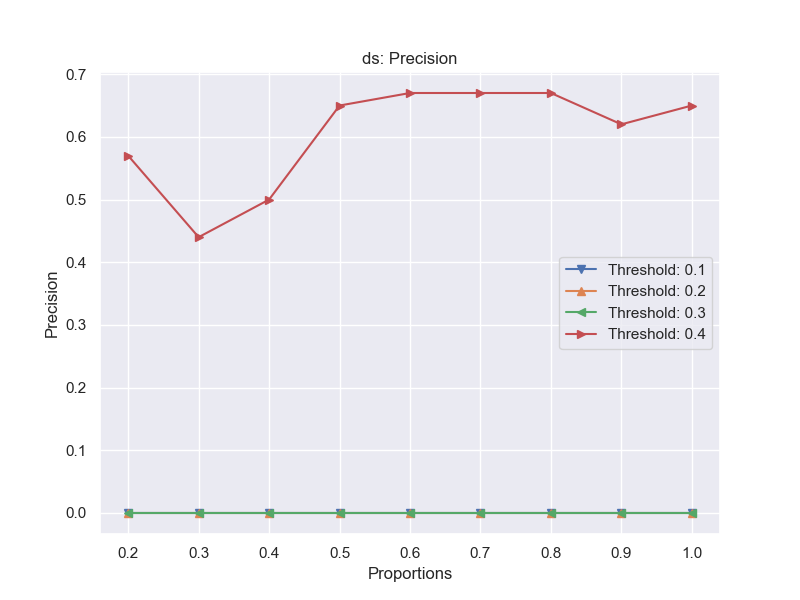 ds: Precision
0.7
0.6
0.5
0.4
0.3
0.2
0.1
0.0
Precision
Threshold: 0.1
Threshold: 0.2
Threshold: 0.3
Threshold: 0.4
0.2 0.3 0.4 0.5 0.6 0.7 0.8 0.9 1.0
Proportions